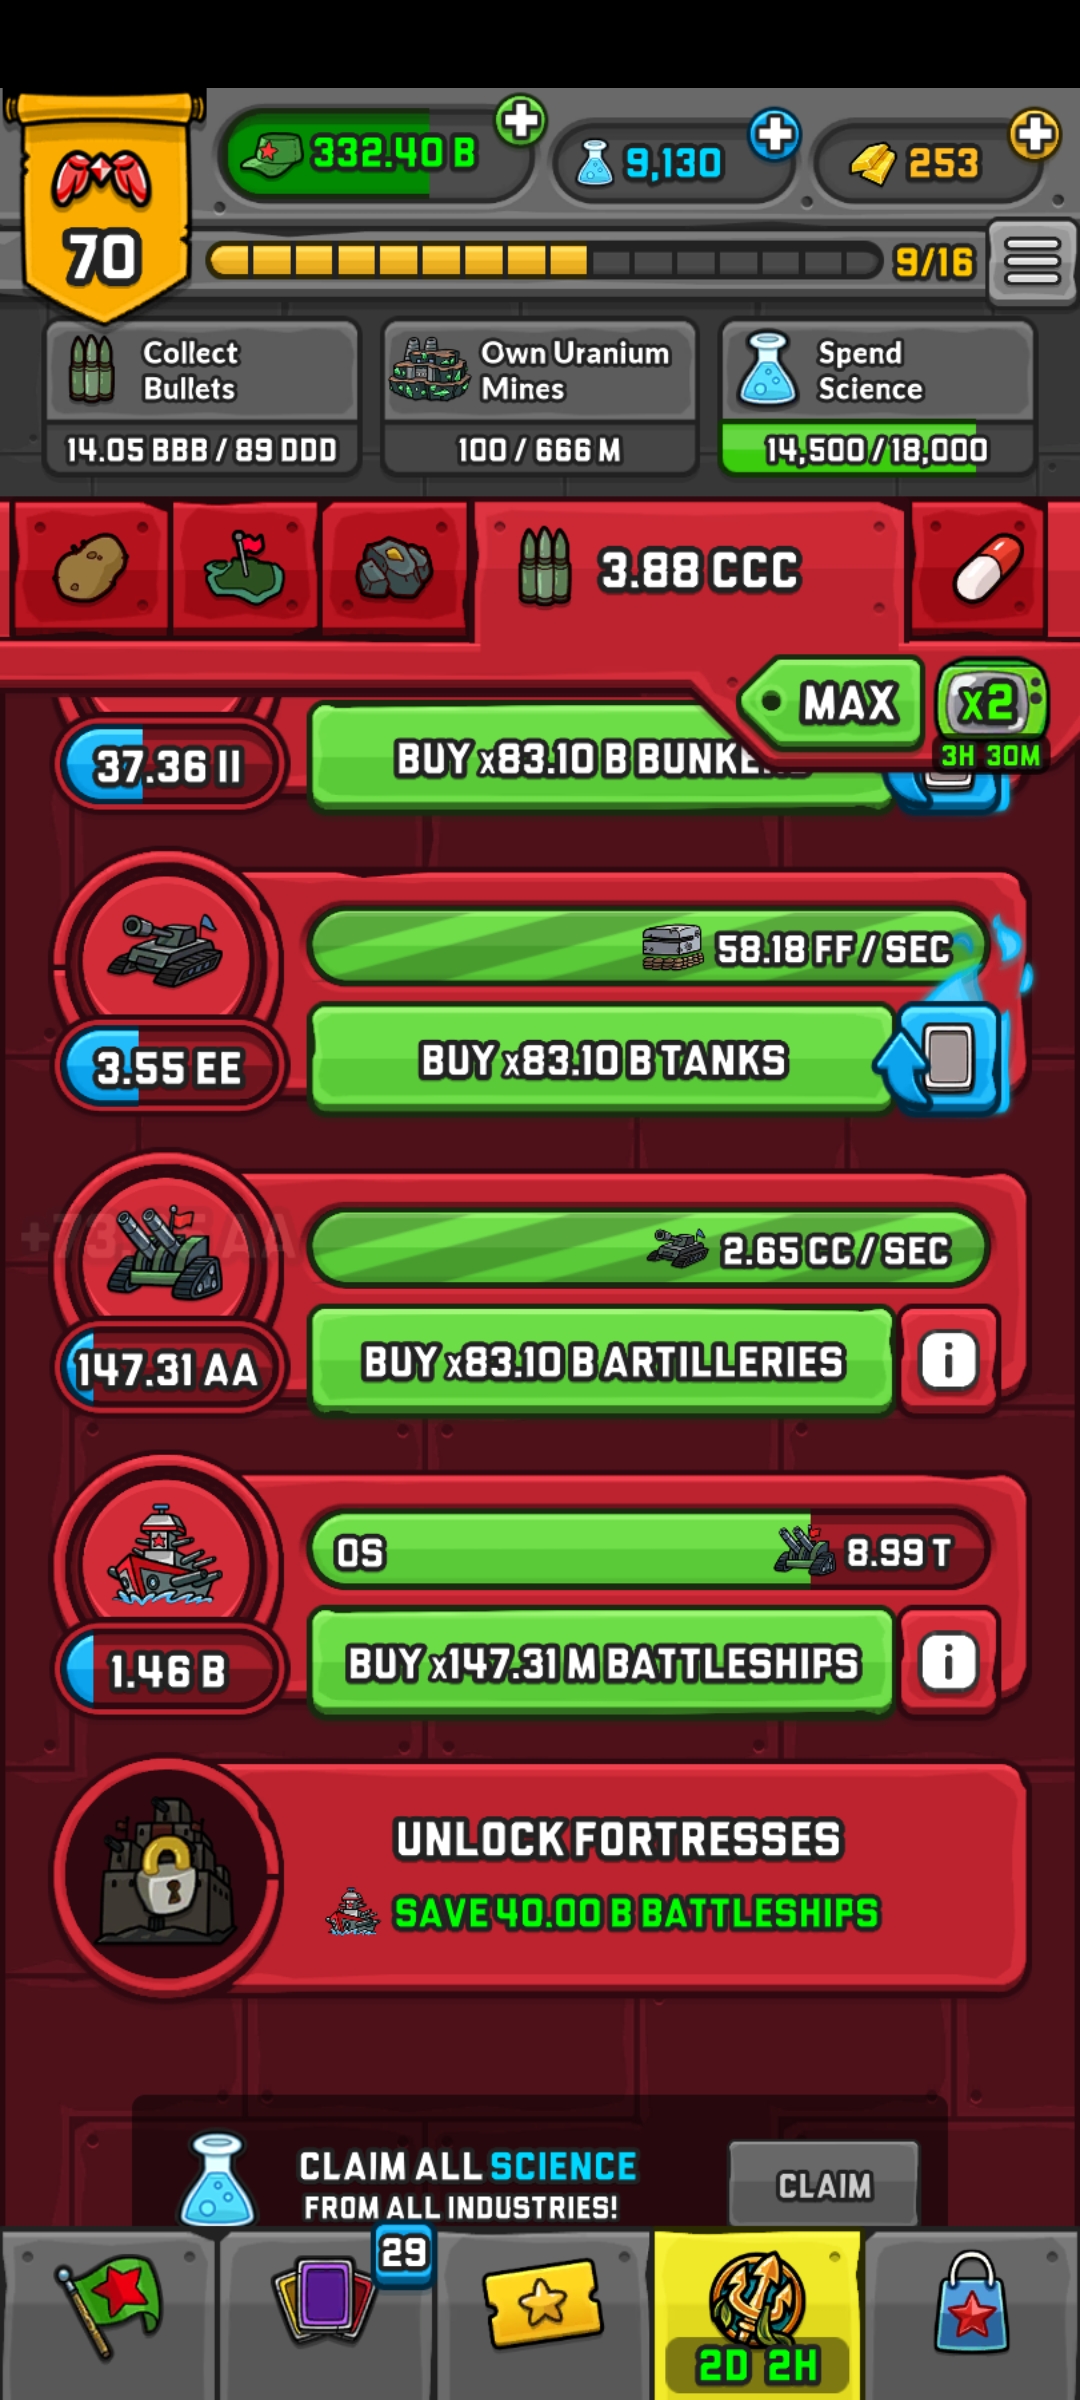 332.40 B
9,130
253
70
9/16
Collect
Bullets
14.05 BBB / 89 DDD
Own Uranium
Mines
100 / 666 M
Spend
Science
14,500/18,000
3.88 CCC
MAX
x2
3H 30M
37.36 II
BUY x83.10 B
58.18 FF / SEC
3.55 EE
BUY x83.10 B TANKS
2.65 CC / SEC
147.31 AA
BUY x83.10 B ARTILLERIES
0S
8.99 T
1.46 B
BUY x147.31 M BATTLESHIPS
UNLOCK FORTRESSES
SAVE 40.00 B BATTLESHIPS
CLAIM ALL SCIENCE
FROM ALL INDUSTRIES!
CLAIM
29
2D 2H